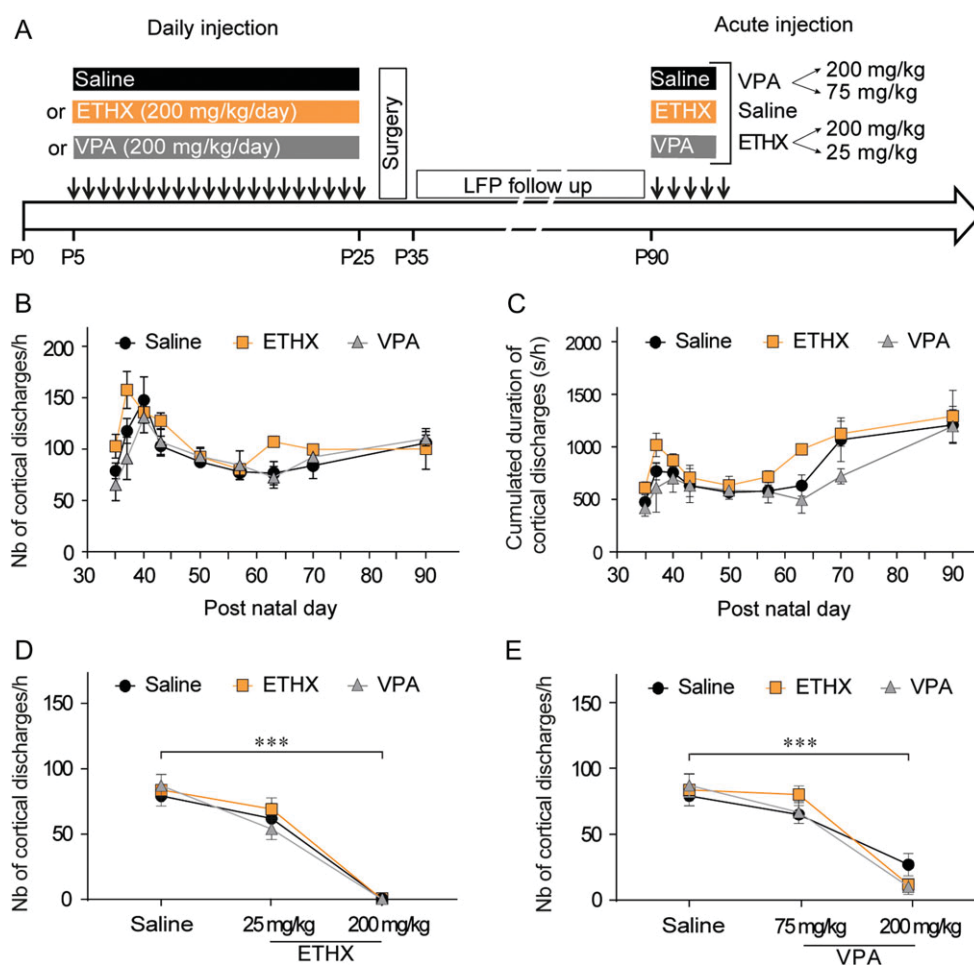 A
Daily injection
Acute injection
Saline
or ETHX (200 mg/kg/day)
or VPA (200 mg/kg/day)
Surgery
LFP follow up
Saline
ETHX
VPA
VPA
200 mg/kg
75 mg/kg
Saline
ETHX
200 mg/kg
25 mg/kg
P0 P5 P25 P35 P90
B
Saline ETHX VPA
Nb of cortical discharges/h
200
150
100
50
0
30 40 50 60 70 80 90
Post natal day
C
Saline ETHX VPA
Cumulated duration of
cortical discharges (s/h)
2000
1500
1000
500
0
30 40 50 60 70 80 90
Post natal day
D
Saline ETHX VPA
Nb of cortical discharges/h
150
100
50
0
***
Saline 25 mg/kg 200 mg/kg
ETHX
E
Saline ETHX VPA
Nb of cortical discharges/h
150
100
50
0
***
Saline 75 mg/kg 200 mg/kg
VPA